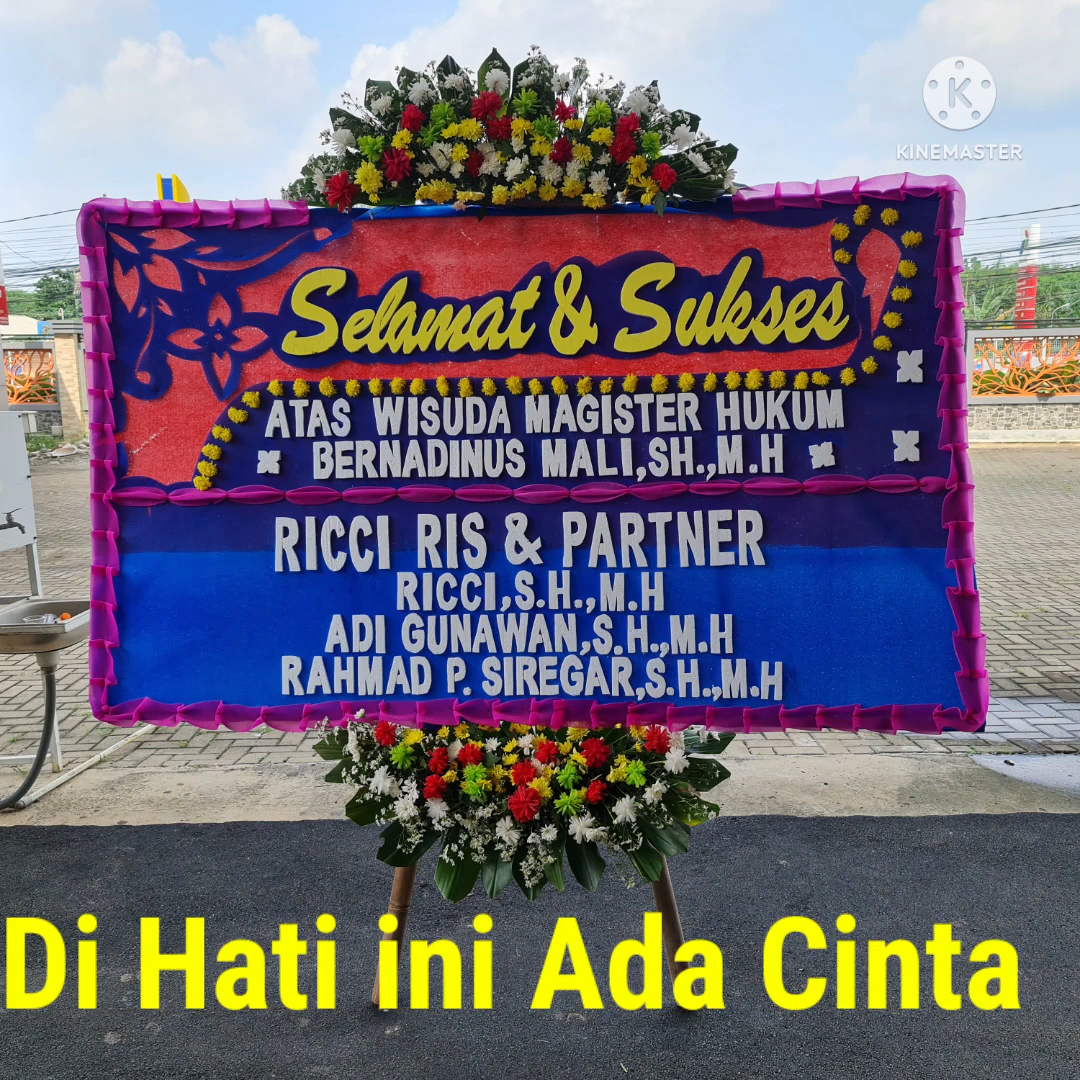 KINEMASTER
Selamat & Sukses
ATAS WISUDA MAGISTER HUKUM
BERNADINUS MALI,SH.,M.H
RICCI RIS & PARTNER
RICCI,S.H.,M.H
ADI GUNAWAN,S.H.,M.H
RAHMAD P. SIREGAR,S.H.,M.H
Di Hati ini Ada Cinta